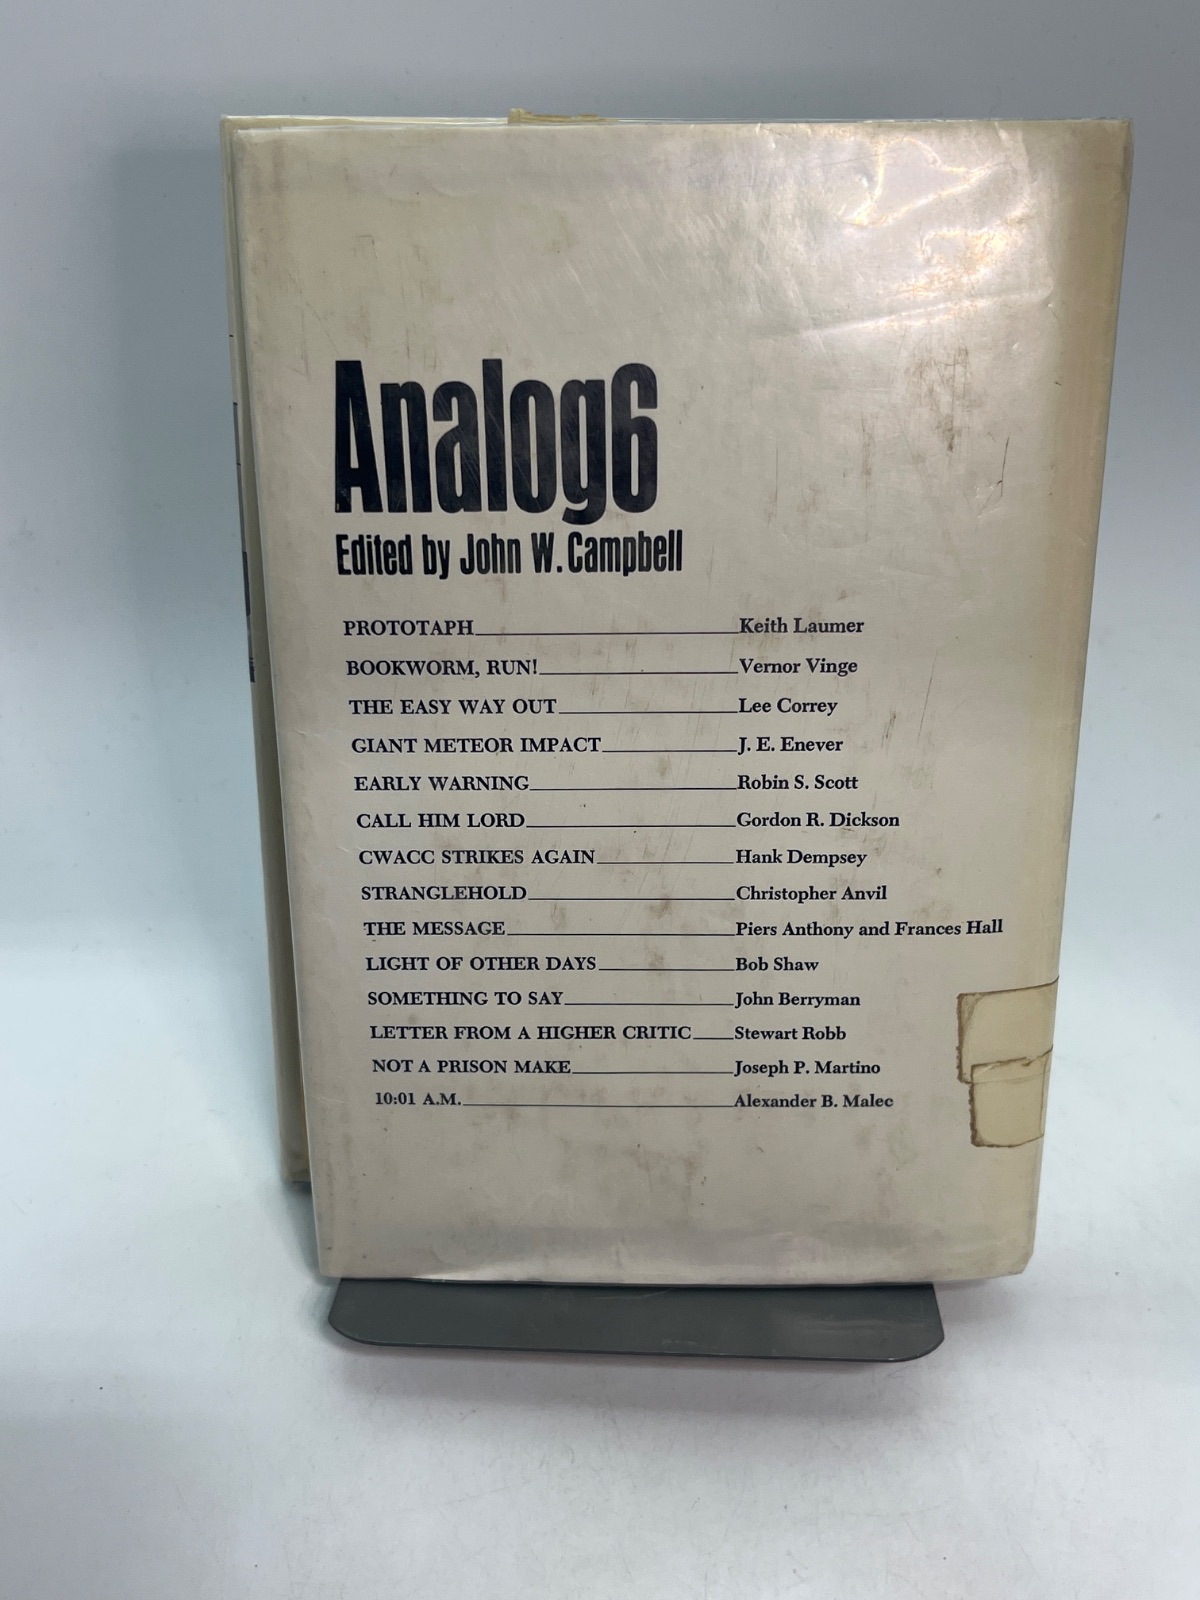 Analog6
Edited by John W. Campbell
PROTOTAPH Keith Laumer
BOOKWORM, RUN! Vernor Vinge
THE EASY WAY OUT Lee Correy
GIANT METEOR IMPACT J. E. Enever
EARLY WARNING Robin S. Scott
CALL HIM LORD Gordon R. Dickson
CWACC STRIKES AGAIN Hank Dempsey
STRANGLEHOLD Christopher Anvil
THE MESSAGE Piers Anthony and Frances Hall
LIGHT OF OTHER DAYS Bob Shaw
SOMETHING TO SAY John Berryman
LETTER FROM A HIGHER CRITIC Stewart Robb
NOT A PRISON MAKE Joseph P. Martino
10:01 A.M. Alexander B. Malec